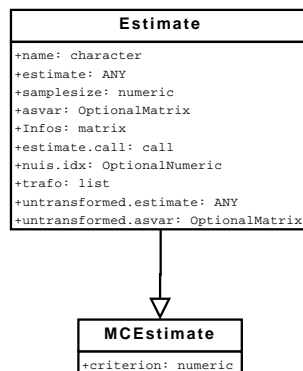 Estimate
+name: character
+estimate: ANY
+samplesize: numeric
+asvar: OptionalMatrix
+Infos: matrix
+estimate.call: call
+nuis.idx: OptionalNumeric
+trafo: list
+untransformed.estimate: ANY
+untransformed.asvar: OptionalMatrix
MCEstimate
+criterion: numeric